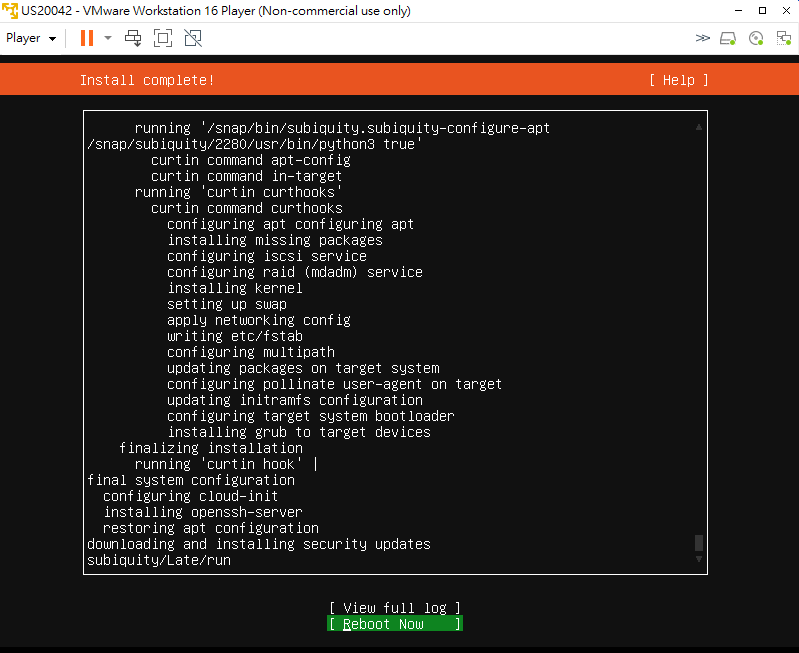 US20042 - VMware Workstation 16 Player (Non-commercial use only)
Player
Install complete! [ Help ]
running '/snap/bin/subiquity.subiquity-configure-apt
/snap/subiquity/2280/usr/bin/python3 true'
curtin command apt-config
curtin command in-target
running 'curtin curthooks'
curtin command curthooks
configuring apt configuring apt
installing missing packages
configuring iscsi service
configuring raid (mdadm) service
installing kernel
setting up swap
apply networking config
writing etc/fstab
configuring multipath
updating packages on target system
configuring pollinate user-agent on target
updating initramfs configuration
configuring target system bootloader
installing grub to target devices
finalizing installation
running 'curtin hook' |
final system configuration
configuring cloud-init
installing openssh-server
restoring apt configuration
downloading and installing security updates
subiquity/Late/run
[ View full log ]
[ Reboot Now ]